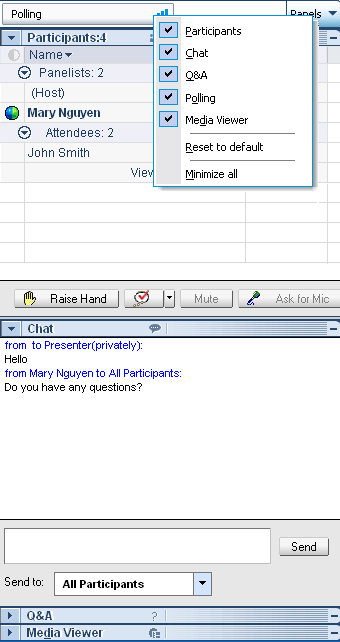 Polling
Panels
Participants
Chat
Q&A
Polling
Media Viewer
Reset to default
Minimize all
Participants:4
Name
Panelists: 2
(Host)
Mary Nguyen
Attendees: 2
John Smith
View
Raise Hand
Mute
Ask for Mic
Chat
from to Presenter(privately):
Hello
from Mary Nguyen to All Participants:
Do you have any questions?
Send
Send to: All Participants
Q&A ?
Media Viewer